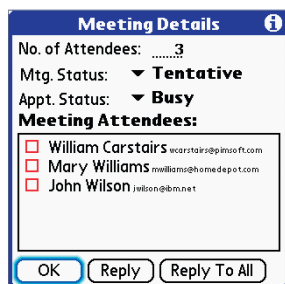 Meeting Details
No. of Attendees: 3
Mtg. Status: Tentative
Appt. Status: Busy
Meeting Attendees:
William Carstairs wcarstairs@pimsoft.com
Mary Williams mwilliams@homedepot.com
John Wilson jwilson@ibm.net
OK Reply Reply To All